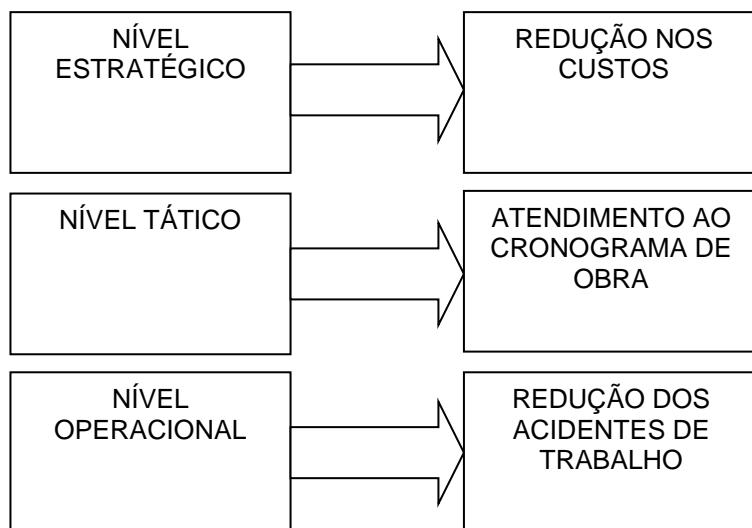 NÍVEL
ESTRATÉGICO
REDUÇÃO NOS
CUSTOS
NÍVEL TÁTICO
ATENDIMENTO AO
CRONOGRAMA DE
OBRA
NÍVEL
OPERACIONAL
REDUÇÃO DOS
ACIDENTES DE
TRABALHO